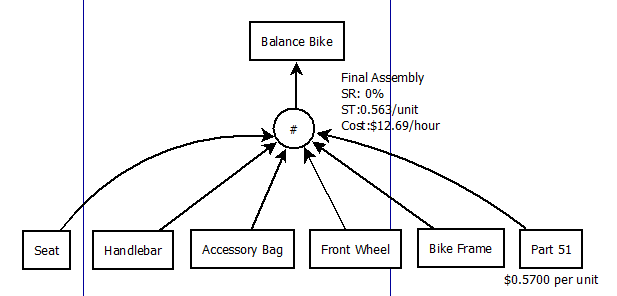 Balance Bike
Final Assembly
SR: 0%
ST:0.563/unit
Cost:$12.69/hour
#
Seat
Handlebar
Accessory Bag
Front Wheel
Bike Frame
Part 51
$0.5700 per unit